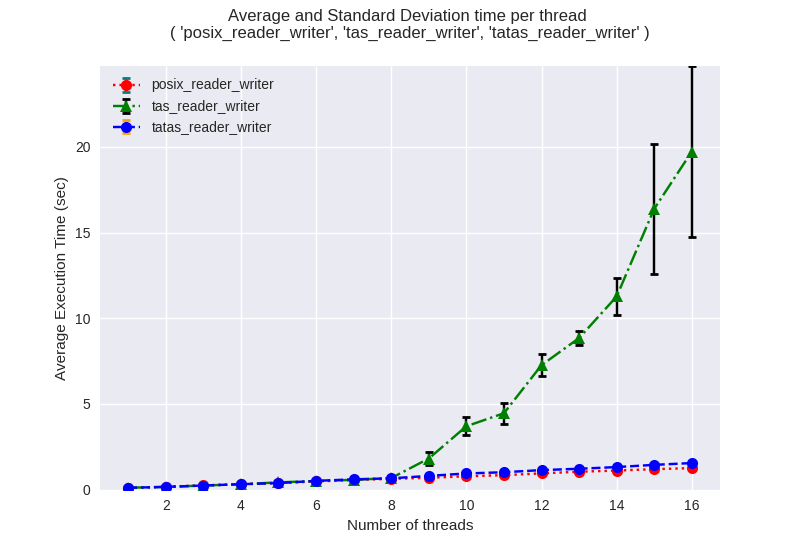 Average and Standard Deviation time per thread
( 'posix_reader_writer', 'tas_reader_writer', 'tatas_reader_writer' )
posix_reader_writer
tas_reader_writer
tatas_reader_writer
Average Execution Time (sec)
20
15
10
5
0
2 4 6 8 10 12 14 16
Number of threads